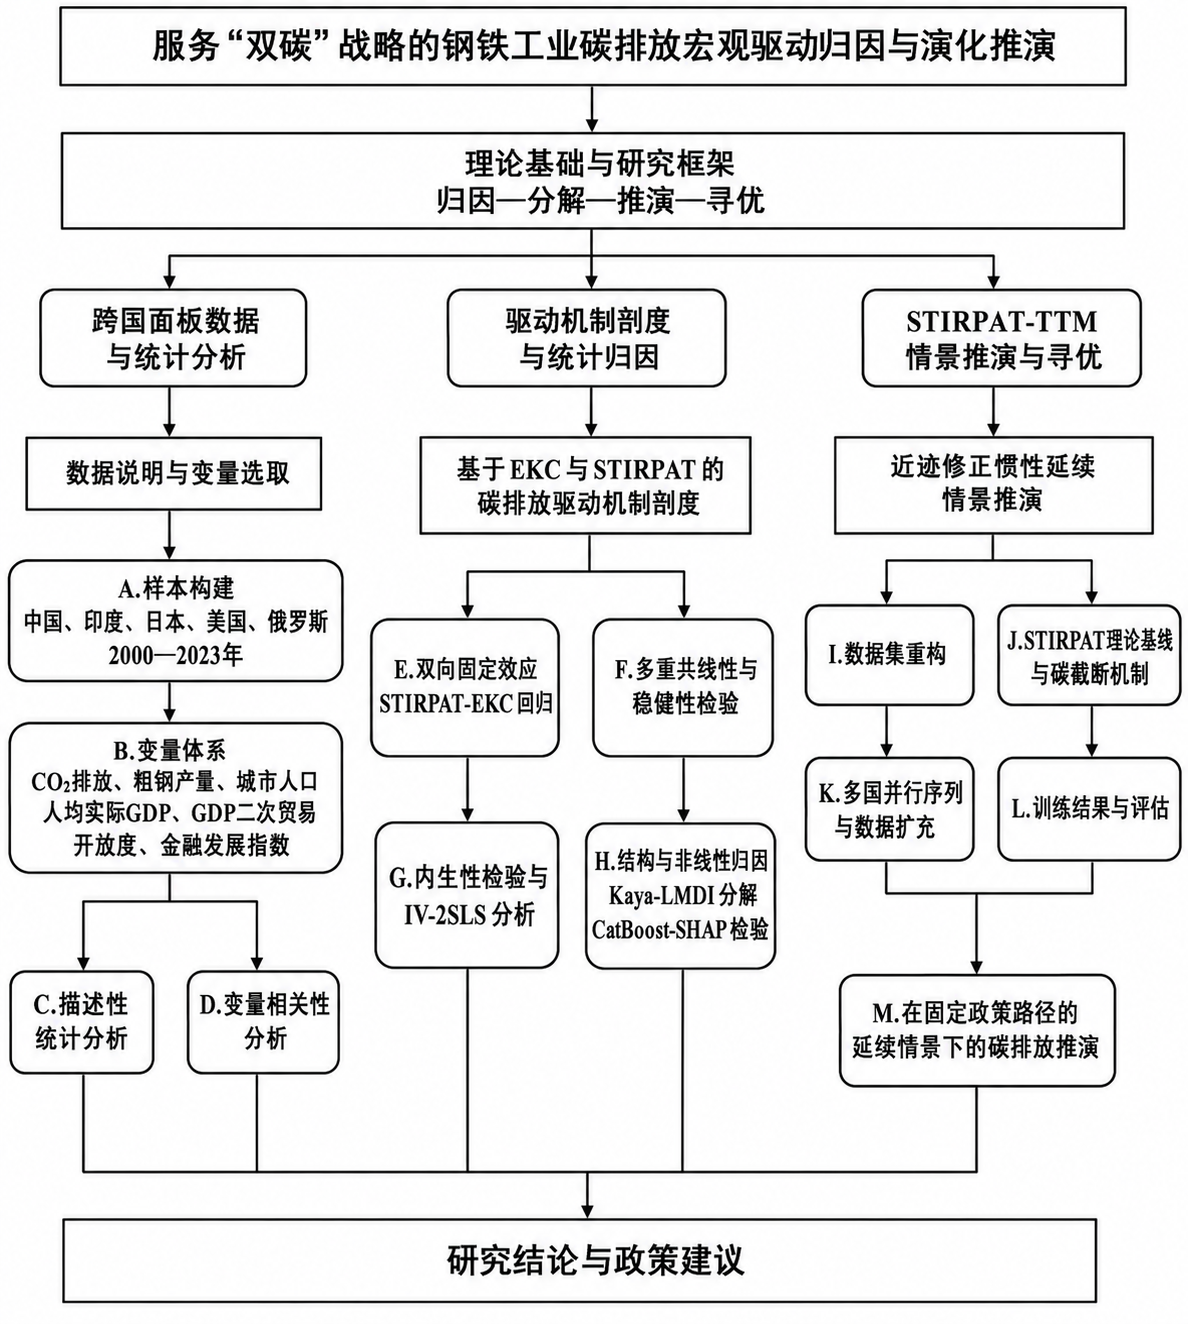 服务“双碳”战略的钢铁工业碳排放宏观驱动归因与演化推演
理论基础与研究框架
归因—分解—推演—寻优
跨国面板数据
与统计分析
数据说明与变量选取
A.样本构建
中国、印度、日本、美国、俄罗斯
2000—2023年
B.变量体系
CO₂排放、粗钢产量、城市人口
人均实际GDP、GDP二次贸易
开放度、金融发展指数
C.描述性
统计分析
D.变量相关性
分析
驱动机制剖度
与统计归因
基于EKC与STIRPAT的
碳排放驱动机制剖度
E.双向固定效应
STIRPAT-EKC回归
F.多重共线性与
稳健性检验
G.内生性检验与
IV-2SLS分析
H.结构与非线性归因
Kaya-LMDI分解
CatBoost-SHAP检验
STIRPAT-TTM
情景推演与寻优
近迹修正惯性延续
情景推演
I.数据集重构
J.STIRPAT理论基线
与碳截断机制
K.多国并行序列
与数据扩充
L.训练结果与评估
M.在固定政策路径的
延续情景下的碳排放推演
研究结论与政策建议